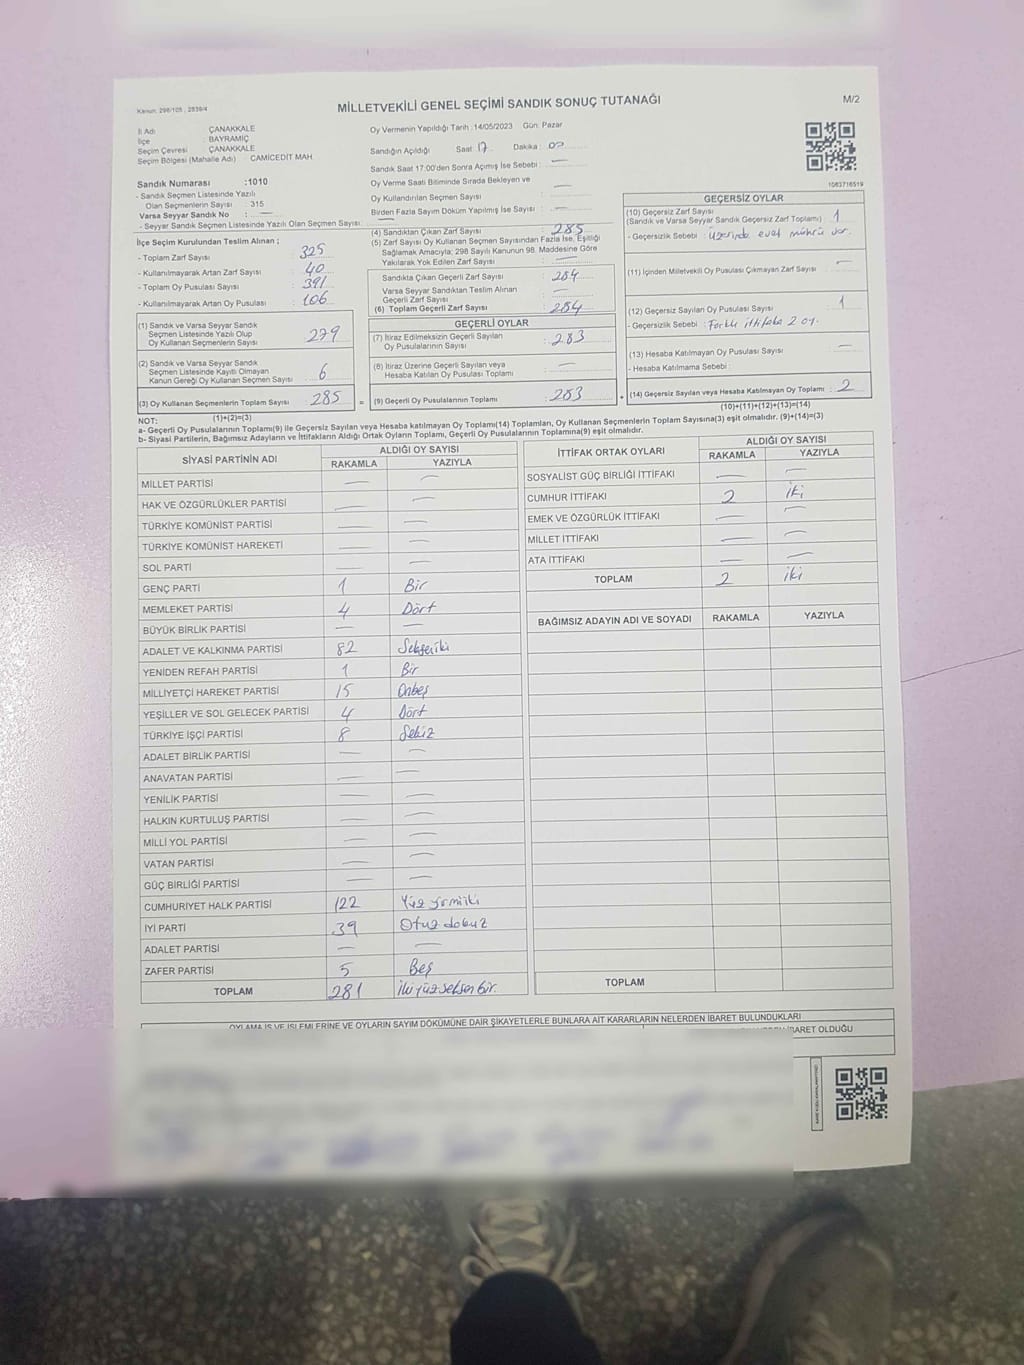 Kanun: 298/105 , 2839/4
MİLLETVEKİLİ GENEL SEÇİMİ SANDIK SONUÇ TUTANAĞI
M/2
İl Adı : ÇANAKKALE
İlçe : BAYRAMİÇ
Seçim Çevresi : ÇANAKKALE
Seçim Bölgesi (Mahalle Adı) : CAMİCEDİT MAH
Sandık Numarası :1010
- Sandık Seçmen Listesinde Yazılı
Olan Seçmenlerin Sayısı : 315
Varsa Seyyar Sandık No : —
- Seyyar Sandık Seçmen Listesinde Yazılı Olan Seçmen Sayısı:
Oy Vermenin Yapıldığı Tarih :14/05/2023 Gün: Pazar
Sandığın Açıldığı Saat 17 Dakika : 00
Sandık Saat 17:00'den Sonra Açımış İse Sebebi : —
Oy Verme Saati Bitiminde Sırada Bekleyen ve
Oy Kullandırılan Seçmen Sayısı : —
Birden Fazla Sayım Döküm Yapılmış İse Sayısı : —
1063716519
İlçe Seçim Kurulundan Teslim Alınan ;
- Toplam Zarf Sayısı : 325
- Kullanılmayarak Artan Zarf Sayısı : 40
- Toplam Oy Pusulası Sayısı : 391
- Kullanılmayarak Artan Oy Pusulası : 106
(1) Sandık ve Varsa Seyyar Sandık
Seçmen Listesinde Yazılı Olup
Oy Kullanan Seçmenlerin Sayısı : 279
(2) Sandık ve Varsa Seyyar Sandık
Seçmen Listesinde Kayıtlı Olmayan
Kanun Gereği Oy Kullanan Seçmen Sayısı : 6
(3) Oy Kullanan Seçmenlerin Toplam Sayısı : 285
(1)+(2)=(3)
(4) Sandıktan Çıkan Zarf Sayısı : 285
(5) Zarf Sayısı Oy Kullanan Seçmen Sayısından Fazla İse, Eşitliği
Sağlamak Amacıyla; 298 Sayılı Kanunun 98. Maddesine Göre
Yakılarak Yok Edilen Zarf Sayısı : —
Sandıkta Çıkan Geçerli Zarf Sayısı : 284
Varsa Seyyar Sandıktan Teslim Alınan
Geçerli Zarf Sayısı : —
(6) Toplam Geçerli Zarf Sayısı : 284
GEÇERLİ OYLAR
(7) İtiraz Edilmeksizin Geçerli Sayılan
Oy Pusulalarının Sayısı : 283
(8) İtiraz Üzerine Geçerli Sayılan veya
Hesaba Katılan Oy Pusulası Toplamı : —
= (9) Geçerli Oy Pusulalarının Toplamı : 283
GEÇERSİZ OYLAR
(10) Geçersiz Zarf Sayısı
(Sandık ve Varsa Seyyar Sandık Geçersiz Zarf Toplamı) : 1
- Geçersizlik Sebebi : üzerinde evet mührü var.
(11) İçinden Milletvekili Oy Pusulası Çıkmayan Zarf Sayısı : —
(12) Geçersiz Sayılan Oy Pusulası Sayısı : 1
- Geçersizlik Sebebi : Farklı ittifaka 2 oy.
(13) Hesaba Katılmayan Oy Pusulası Sayısı : —
- Hesaba Katılmama Sebebi :
+ (14) Geçersiz Sayılan veya Hesaba Katılmayan Oy Toplamı : 2
(10)+(11)+(12)+(13)=(14)
NOT:
a- Geçerli Oy Pusulalarının Toplamı(9) ile Geçersiz Sayılan veya Hesaba katılmayan Oy Toplamı(14) Toplamları, Oy Kullanan Seçmenlerin Toplam Sayısına(3) eşit olmalıdır. (9)+(14)=(3)
b- Siyasi Partilerin, Bağımsız Adayların ve İttifakların Aldığı Ortak Oyların Toplamı, Geçerli Oy Pusulalarının Toplamına(9) eşit olmalıdır.
SİYASİ PARTİNİN ADI ALDIĞI OY SAYISI
RAKAMLA YAZIYLA
MİLLET PARTİSİ — —
HAK VE ÖZGÜRLÜKLER PARTİSİ — —
TÜRKİYE KOMÜNİST PARTİSİ — —
TÜRKİYE KOMÜNİST HAREKETİ — —
SOL PARTİ — —
GENÇ PARTİ 1 Bir
MEMLEKET PARTİSİ 4 Dört
BÜYÜK BİRLİK PARTİSİ — —
ADALET VE KALKINMA PARTİSİ 82 Sekseniki
YENİDEN REFAH PARTİSİ 1 Bir
MİLLİYETÇİ HAREKET PARTİSİ 15 Onbeş
YEŞİLLER VE SOL GELECEK PARTİSİ 4 Dört
TÜRKİYE İŞÇİ PARTİSİ 8 Sekiz
ADALET BİRLİK PARTİSİ — —
ANAVATAN PARTİSİ — —
YENİLİK PARTİSİ — —
HALKIN KURTULUŞ PARTİSİ — —
MİLLİ YOL PARTİSİ — —
VATAN PARTİSİ — —
GÜÇ BİRLİĞİ PARTİSİ — —
CUMHURİYET HALK PARTİSİ 122 Yüz yirmi iki
İYİ PARTİ 39 Otuz dokuz
ADALET PARTİSİ — —
ZAFER PARTİSİ 5 Beş
TOPLAM 281 İki yüz seksen bir.
İTTİFAK ORTAK OYLARI ALDIĞI OY SAYISI
RAKAMLA YAZIYLA
SOSYALİST GÜÇ BİRLİĞİ İTTİFAKI — —
CUMHUR İTTİFAKI 2 iki
EMEK VE ÖZGÜRLÜK İTTİFAKI — —
MİLLET İTTİFAKI — —
ATA İTTİFAKI — —
TOPLAM 2 iki
BAĞIMSIZ ADAYIN ADI VE SOYADI RAKAMLA YAZIYLA
TOPLAM
OYLAMA İŞ VE İŞLEMLERİNE VE OYLARIN SAYIM DÖKÜMÜNE DAİR ŞİKAYETLERLE BUNLARA AİT KARARLARIN NELERDEN İBARET BULUNDUKLARI
İBARET OLDUĞU